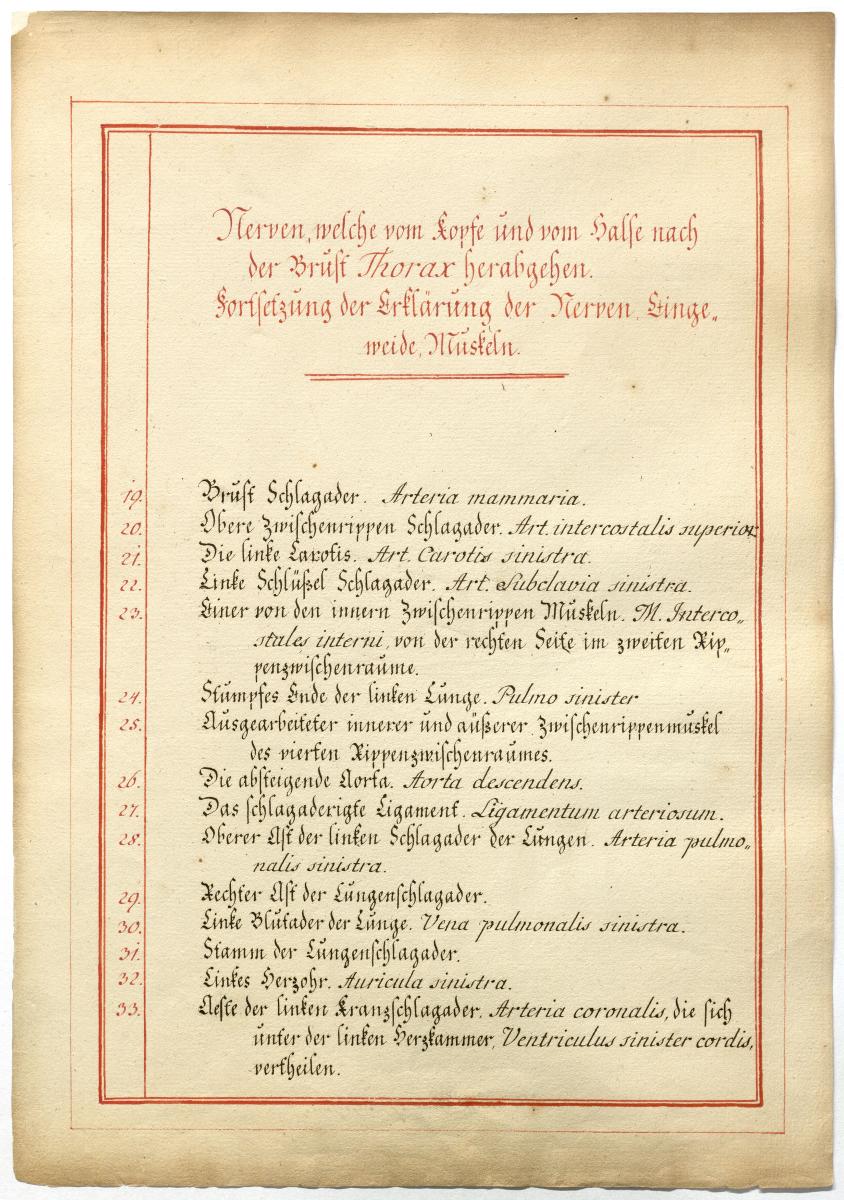 Nerven, welche vom Kopfe und vom Halse nach
der Brust Thorax herabgehen.
Fortsetzung der Erklärung der Nerven. Einge„
weide, Muskeln.
19. Brust Schlagader. Arteria mammaria.
20. Obere Zwischenrippen Schlagader. Art. intercostalis superior.
21. Die linke Carotis. Art. Carotis sinistra.
22. Linke Schlüßel Schlagader. Art. Subclavia sinistra.
23. Einer von den innern Zwischenrippen Muskeln. M. Interco„
stales interni, von der rechten Seite im zweiten Rip„
penzwischenraume.
24. Stumpfes Ende der linken Lunge. Pulmo sinister
25. Ausgearbeiteter innerer und äußerer Zwischenrippenmuskel
des vierten Rippenzwischenraumes.
26. Die absteigende Aorta. Aorta descendens.
27. Das schlagaderigte Ligament. Ligamentum arteriosum.
28. Oberer Ast der linken Schlagader der Lungen. Arteria pulmo„
nalis sinistra.
29. Rechter Ast der Lungenschlagader.
30. Linke Blutader der Lunge. Vena pulmonalis sinistra.
31. Stamm der Lungenschlagader.
32. Linkes Herzohr. Auricula sinistra.
33. Aeste der linken Kranzschlagader. Arteria coronalis, die sich
unter der linken Herzkammer, Ventriculus sinister cordis,
vertheilen.